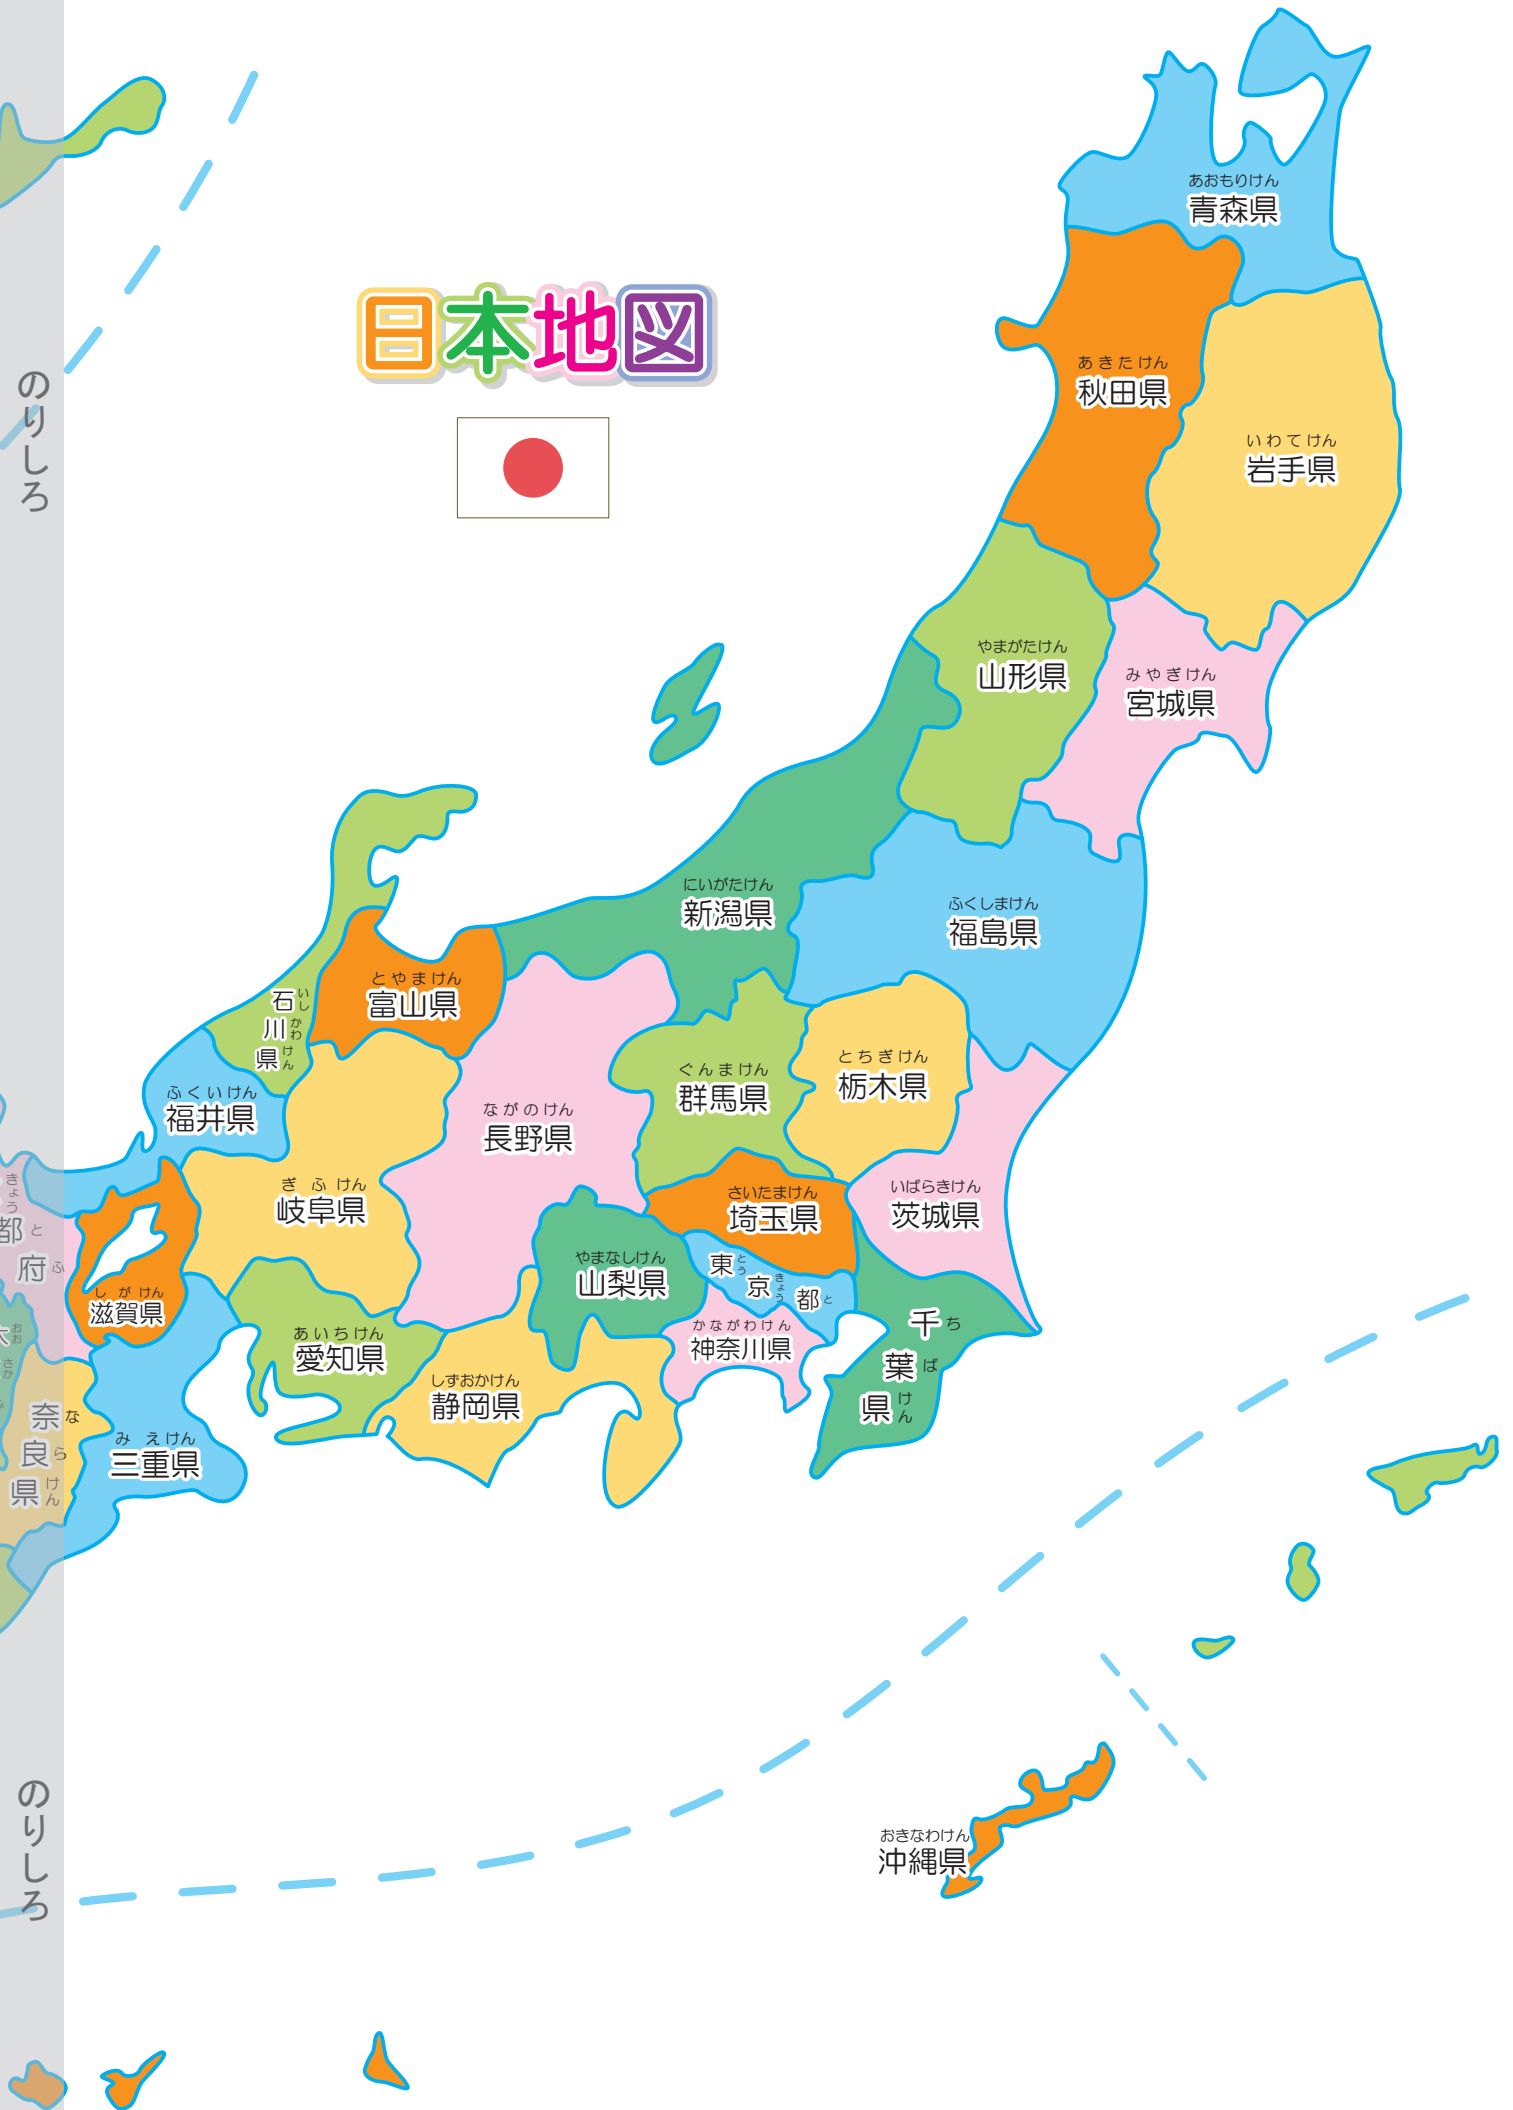 あおもりけん
青森県
日本地図
あきたけん
秋田県
のりしろ
いわてけん
岩手県
やまがたけん
山形県
みやぎけん
宮城県
にいがたけん
新潟県
ふくしまけん
福島県
とやまけん
富山県
いしかわけん
石川県
ふくいけん
福井県
ぐんまけん
群馬県
とちぎけん
栃木県
ながのけん
長野県
ぎふけん
岐阜県
さいたまけん
埼玉県
いばらきけん
茨城県
きょう
都と
府ふ
やまなしけん
山梨県
とうきょうと
東京都
しがけん
滋賀県
ちばけん
千葉県
かながわけん
神奈川県
おお
さか
あいちけん
愛知県
しずおかけん
静岡県
ならけん
奈良県
みえけん
三重県
のりしろ
おきなわけん
沖縄県